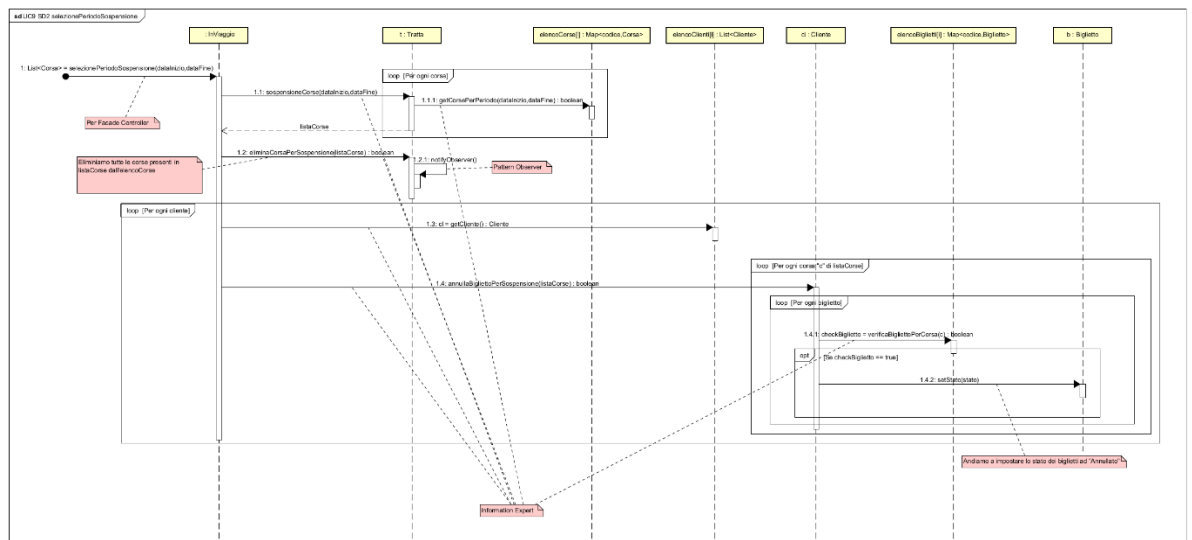 sd UC9 SD2 selezionePeriodoSospensione
: InViaggio
t : Tratta
elencoCorse[i] : Map<codice,Corsa>
elencoClienti[i] : List<Cliente>
cl : Cliente
elencoBiglietti[i] : Map<codice,Biglietto>
b : Biglietto
1: List<Corse> = selezionePeriodoSospensione(dataInizio,dataFine)
loop [Per ogni corsa]
1.1: sospensioneCorse(dataInizio,dataFine)
1.1.1: getCorsePerPeriodo(dataInizio,dataFine) : boolean
Per Facade Controller
listaCorse
1.2: eliminaCorsaPerSospensione(listaCorse) : boolean
Eliminiamo tutte le corse presenti in
listaCorse dall'elencoCorse
1.2.1: notifyObserver()
Pattern Observer
loop [Per ogni cliente]
1.3: cl = getCliente() : Cliente
loop [Per ogni corsa "c" di listaCorse]
1.4: annullaBigliettoPerSospensione(listaCorse) : boolean
loop [Per ogni biglietto]
1.4.1: checkBiglietto = verificaBigliettoPerCorsa(c) : boolean
opt [Se checkBiglietto == true]
1.4.2: setStato(stato)
Andiamo a impostare lo stato dei biglietti ad "Annullato"
Information Expert